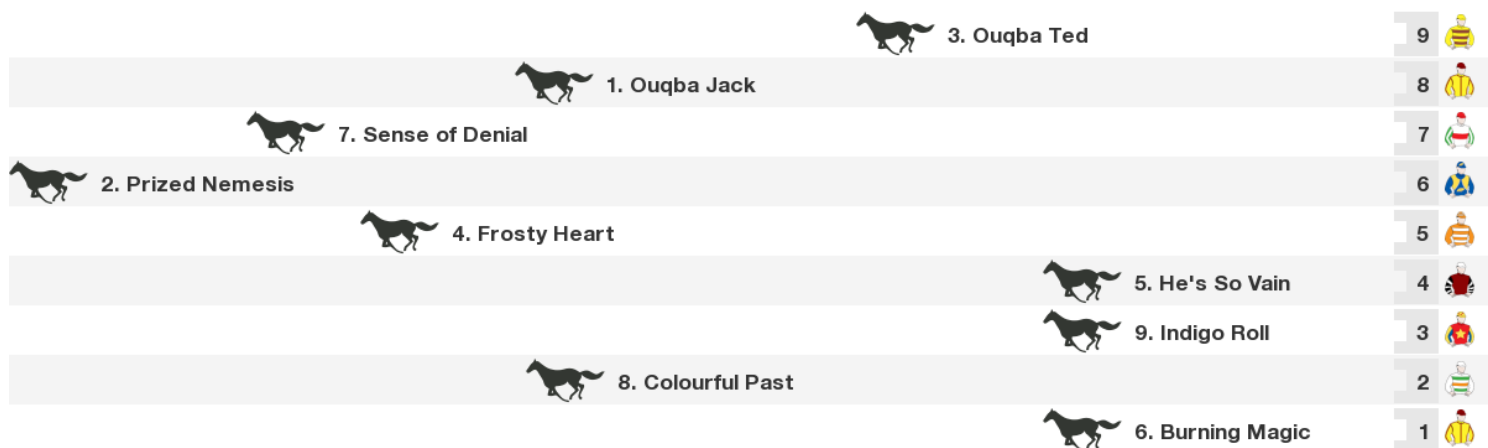 3. Ouqba Ted 9
1. Ouqba Jack 8
7. Sense of Denial 7
2. Prized Nemesis 6
4. Frosty Heart 5
5. He's So Vain 4
9. Indigo Roll 3
8. Colourful Past 2
6. Burning Magic 1